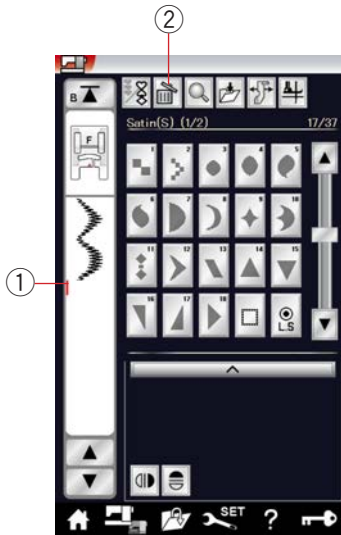 ②
B
F
Satin(S) (1/2) 17/37
1 2 3 4 5
6 7 8 9 10
11 12 13 14 15
16 17 18 L.S
①
SET ?